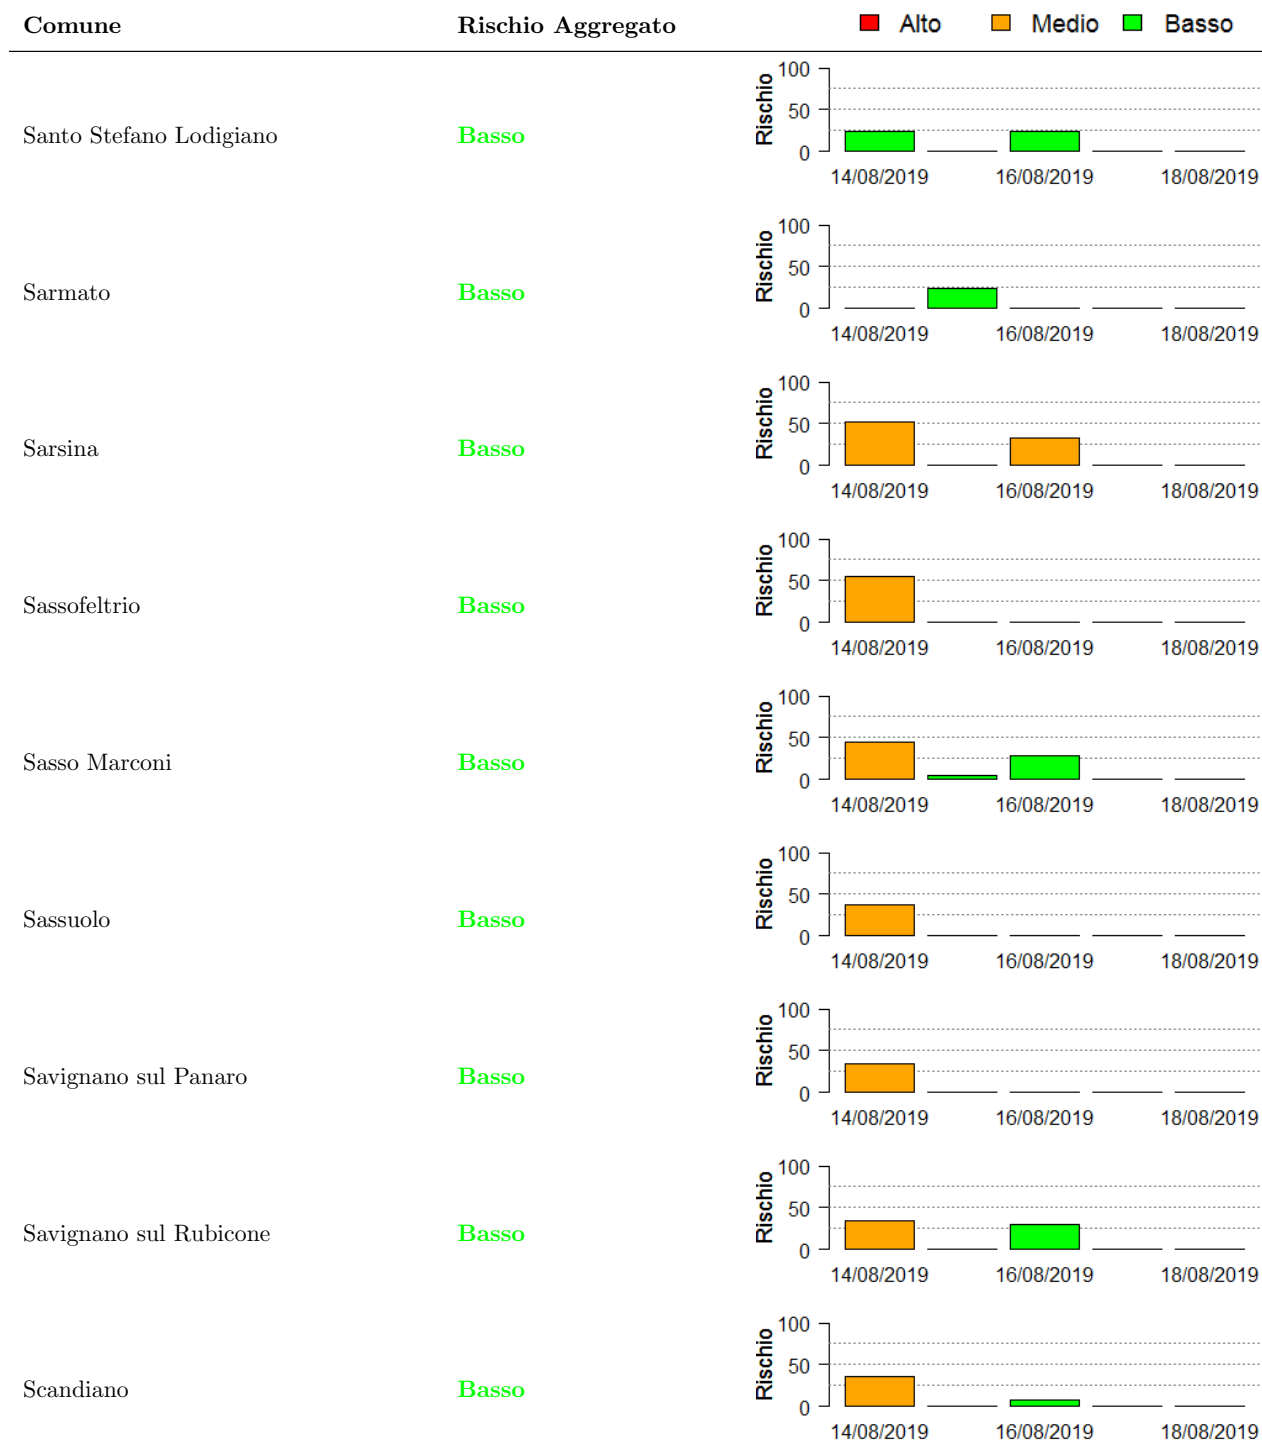 Comune Rischio Aggregato Alto Medio Basso
Santo Stefano Lodigiano Basso Rischio 100 50 0
14/08/2019 16/08/2019 18/08/2019
Sarmato Basso Rischio 100 50 0
14/08/2019 16/08/2019 18/08/2019
Sarsina Basso Rischio 100 50 0
14/08/2019 16/08/2019 18/08/2019
Sassofeltrio Basso Rischio 100 50 0
14/08/2019 16/08/2019 18/08/2019
Sasso Marconi Basso Rischio 100 50 0
14/08/2019 16/08/2019 18/08/2019
Sassuolo Basso Rischio 100 50 0
14/08/2019 16/08/2019 18/08/2019
Savignano sul Panaro Basso Rischio 100 50 0
14/08/2019 16/08/2019 18/08/2019
Savignano sul Rubicone Basso Rischio 100 50 0
14/08/2019 16/08/2019 18/08/2019
Scandiano Basso Rischio 100 50 0
14/08/2019 16/08/2019 18/08/2019